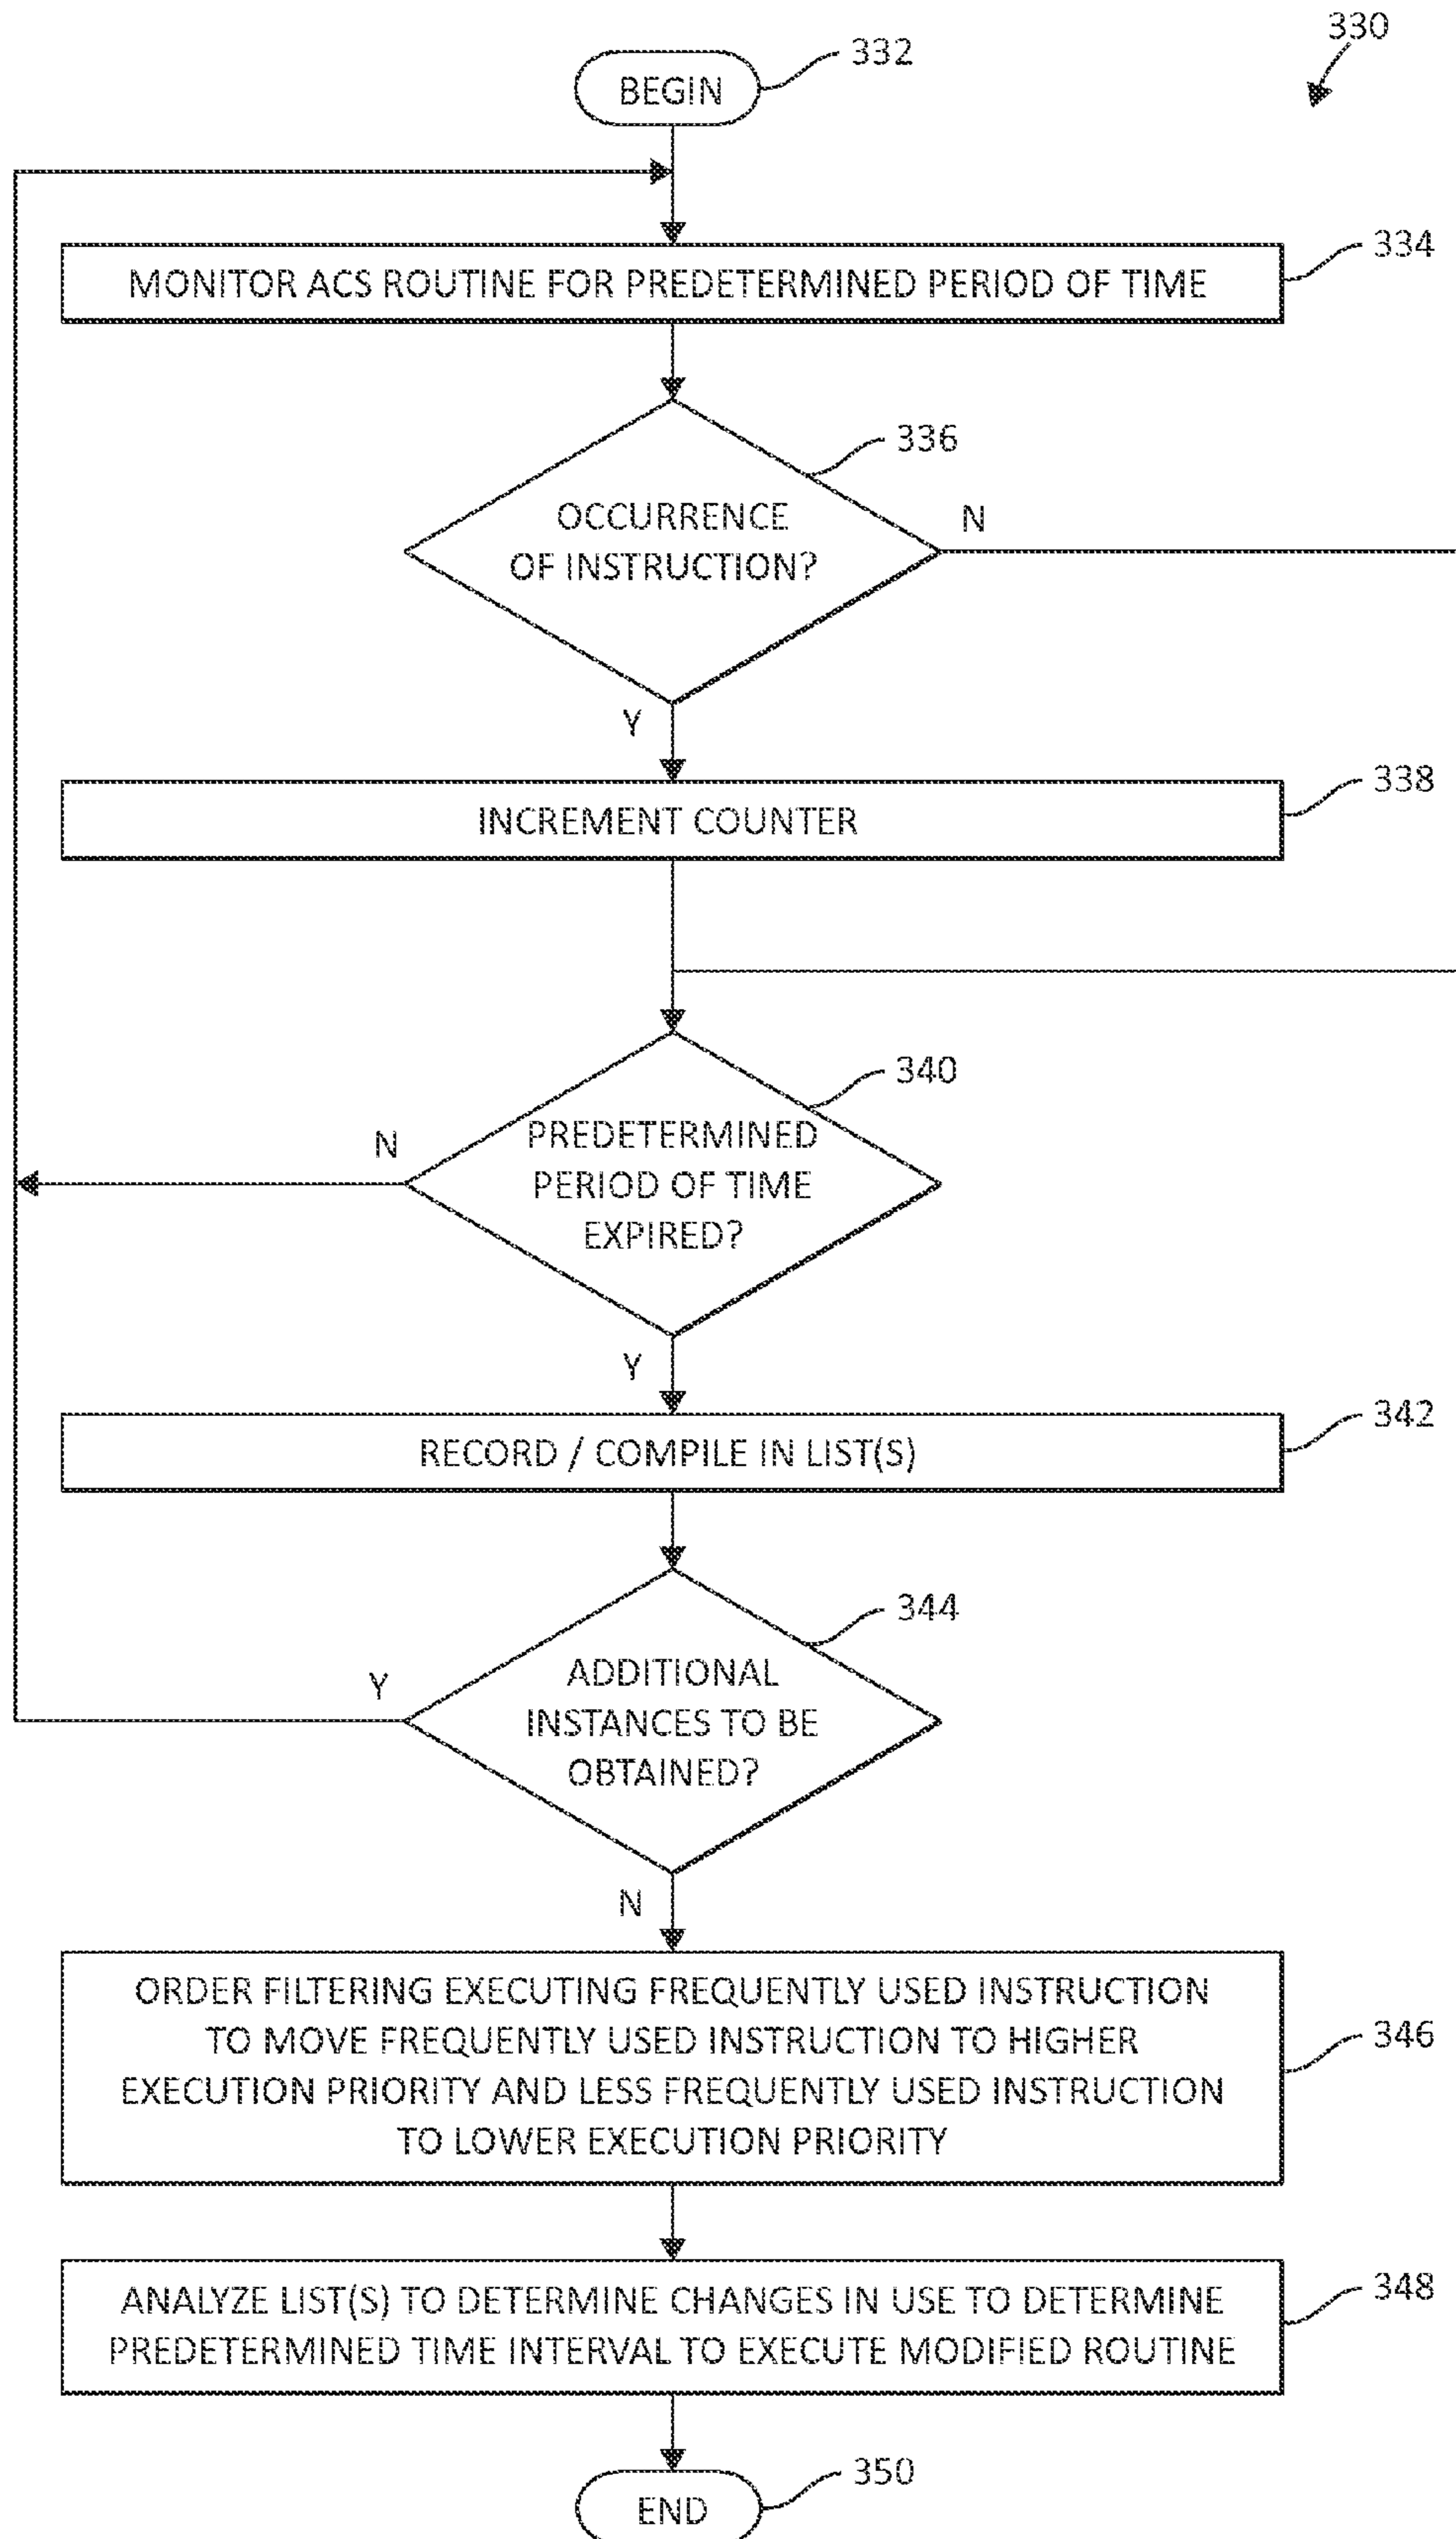 330
BEGIN
332
MONITOR ACS ROUTINE FOR PREDETERMINED PERIOD OF TIME
334
336
OCCURRENCE
OF INSTRUCTION?
N
Y
INCREMENT COUNTER
338
340
PREDETERMINED
PERIOD OF TIME
EXPIRED?
N
Y
RECORD / COMPILE IN LIST(S)
342
344
ADDITIONAL
INSTANCES TO BE
OBTAINED?
Y
N
ORDER FILTERING EXECUTING FREQUENTLY USED INSTRUCTION
TO MOVE FREQUENTLY USED INSTRUCTION TO HIGHER
EXECUTION PRIORITY AND LESS FREQUENTLY USED INSTRUCTION
TO LOWER EXECUTION PRIORITY
346
ANALYZE LIST(S) TO DETERMINE CHANGES IN USE TO DETERMINE
PREDETERMINED TIME INTERVAL TO EXECUTE MODIFIED ROUTINE
348
END
350